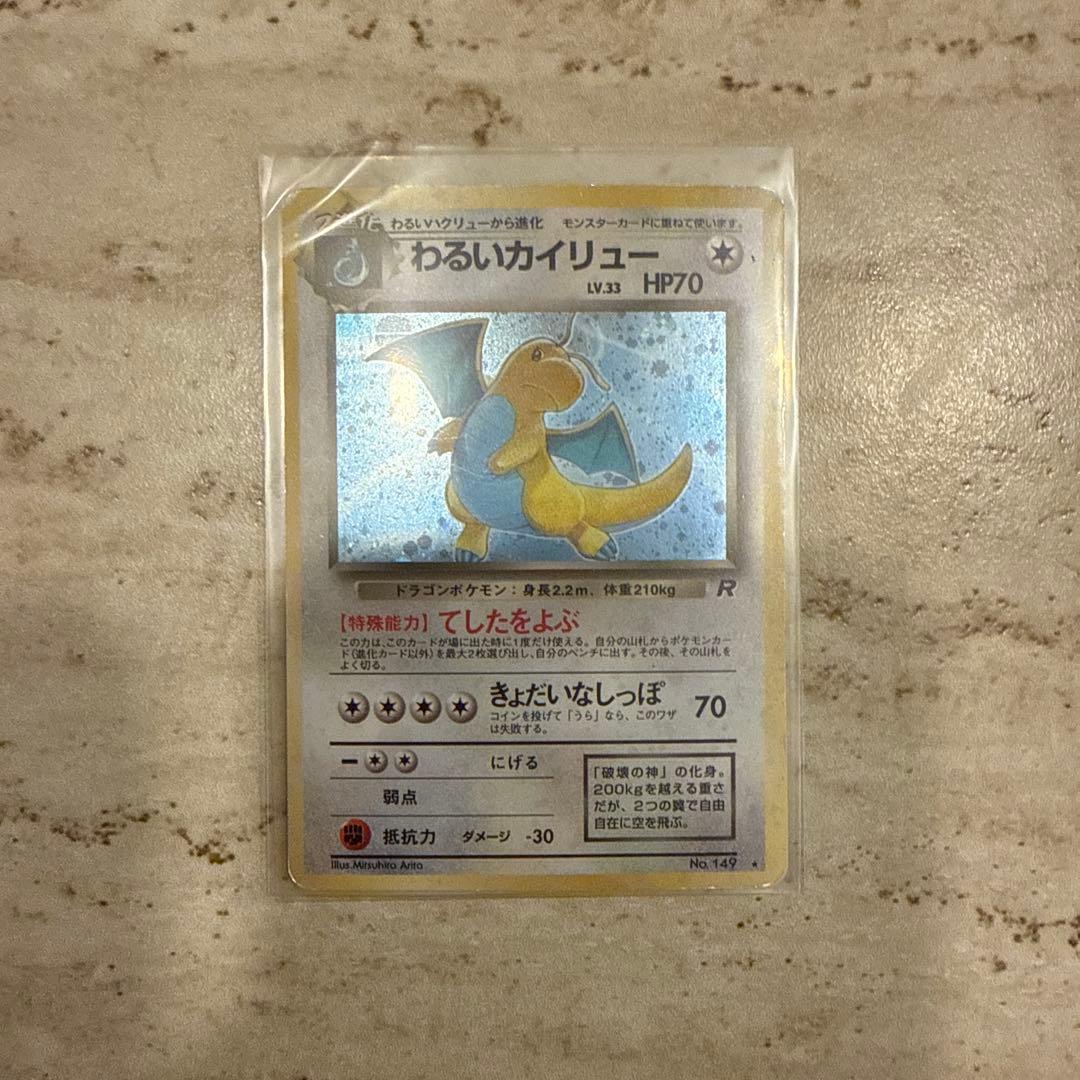 わるいハクリューから進化 モンスターカードに重ねて使います。
わるいカイリュー
LV.33 HP70
ドラゴンポケモン：身長2.2m、体重210kg
R
【特殊能力】てしたをよぶ
この力は、このカードが場に出た時に1度だけ使える。自分の山札からポケモンカー
ド(進化カード以外)を最大2枚選び出し、自分のベンチに出す。その後、その山札を
よく切る。
きょだいなしっぽ 70
コインを投げて「うら」なら、このワザ
は失敗する。
にげる
弱点
抵抗力 ダメージ -30
「破壊の神」の化身。
200kgを越える重さ
だが、2つの翼で自由
自在に空を飛ぶ。
Illus.Mitsuhiro Arita
No.149 ★